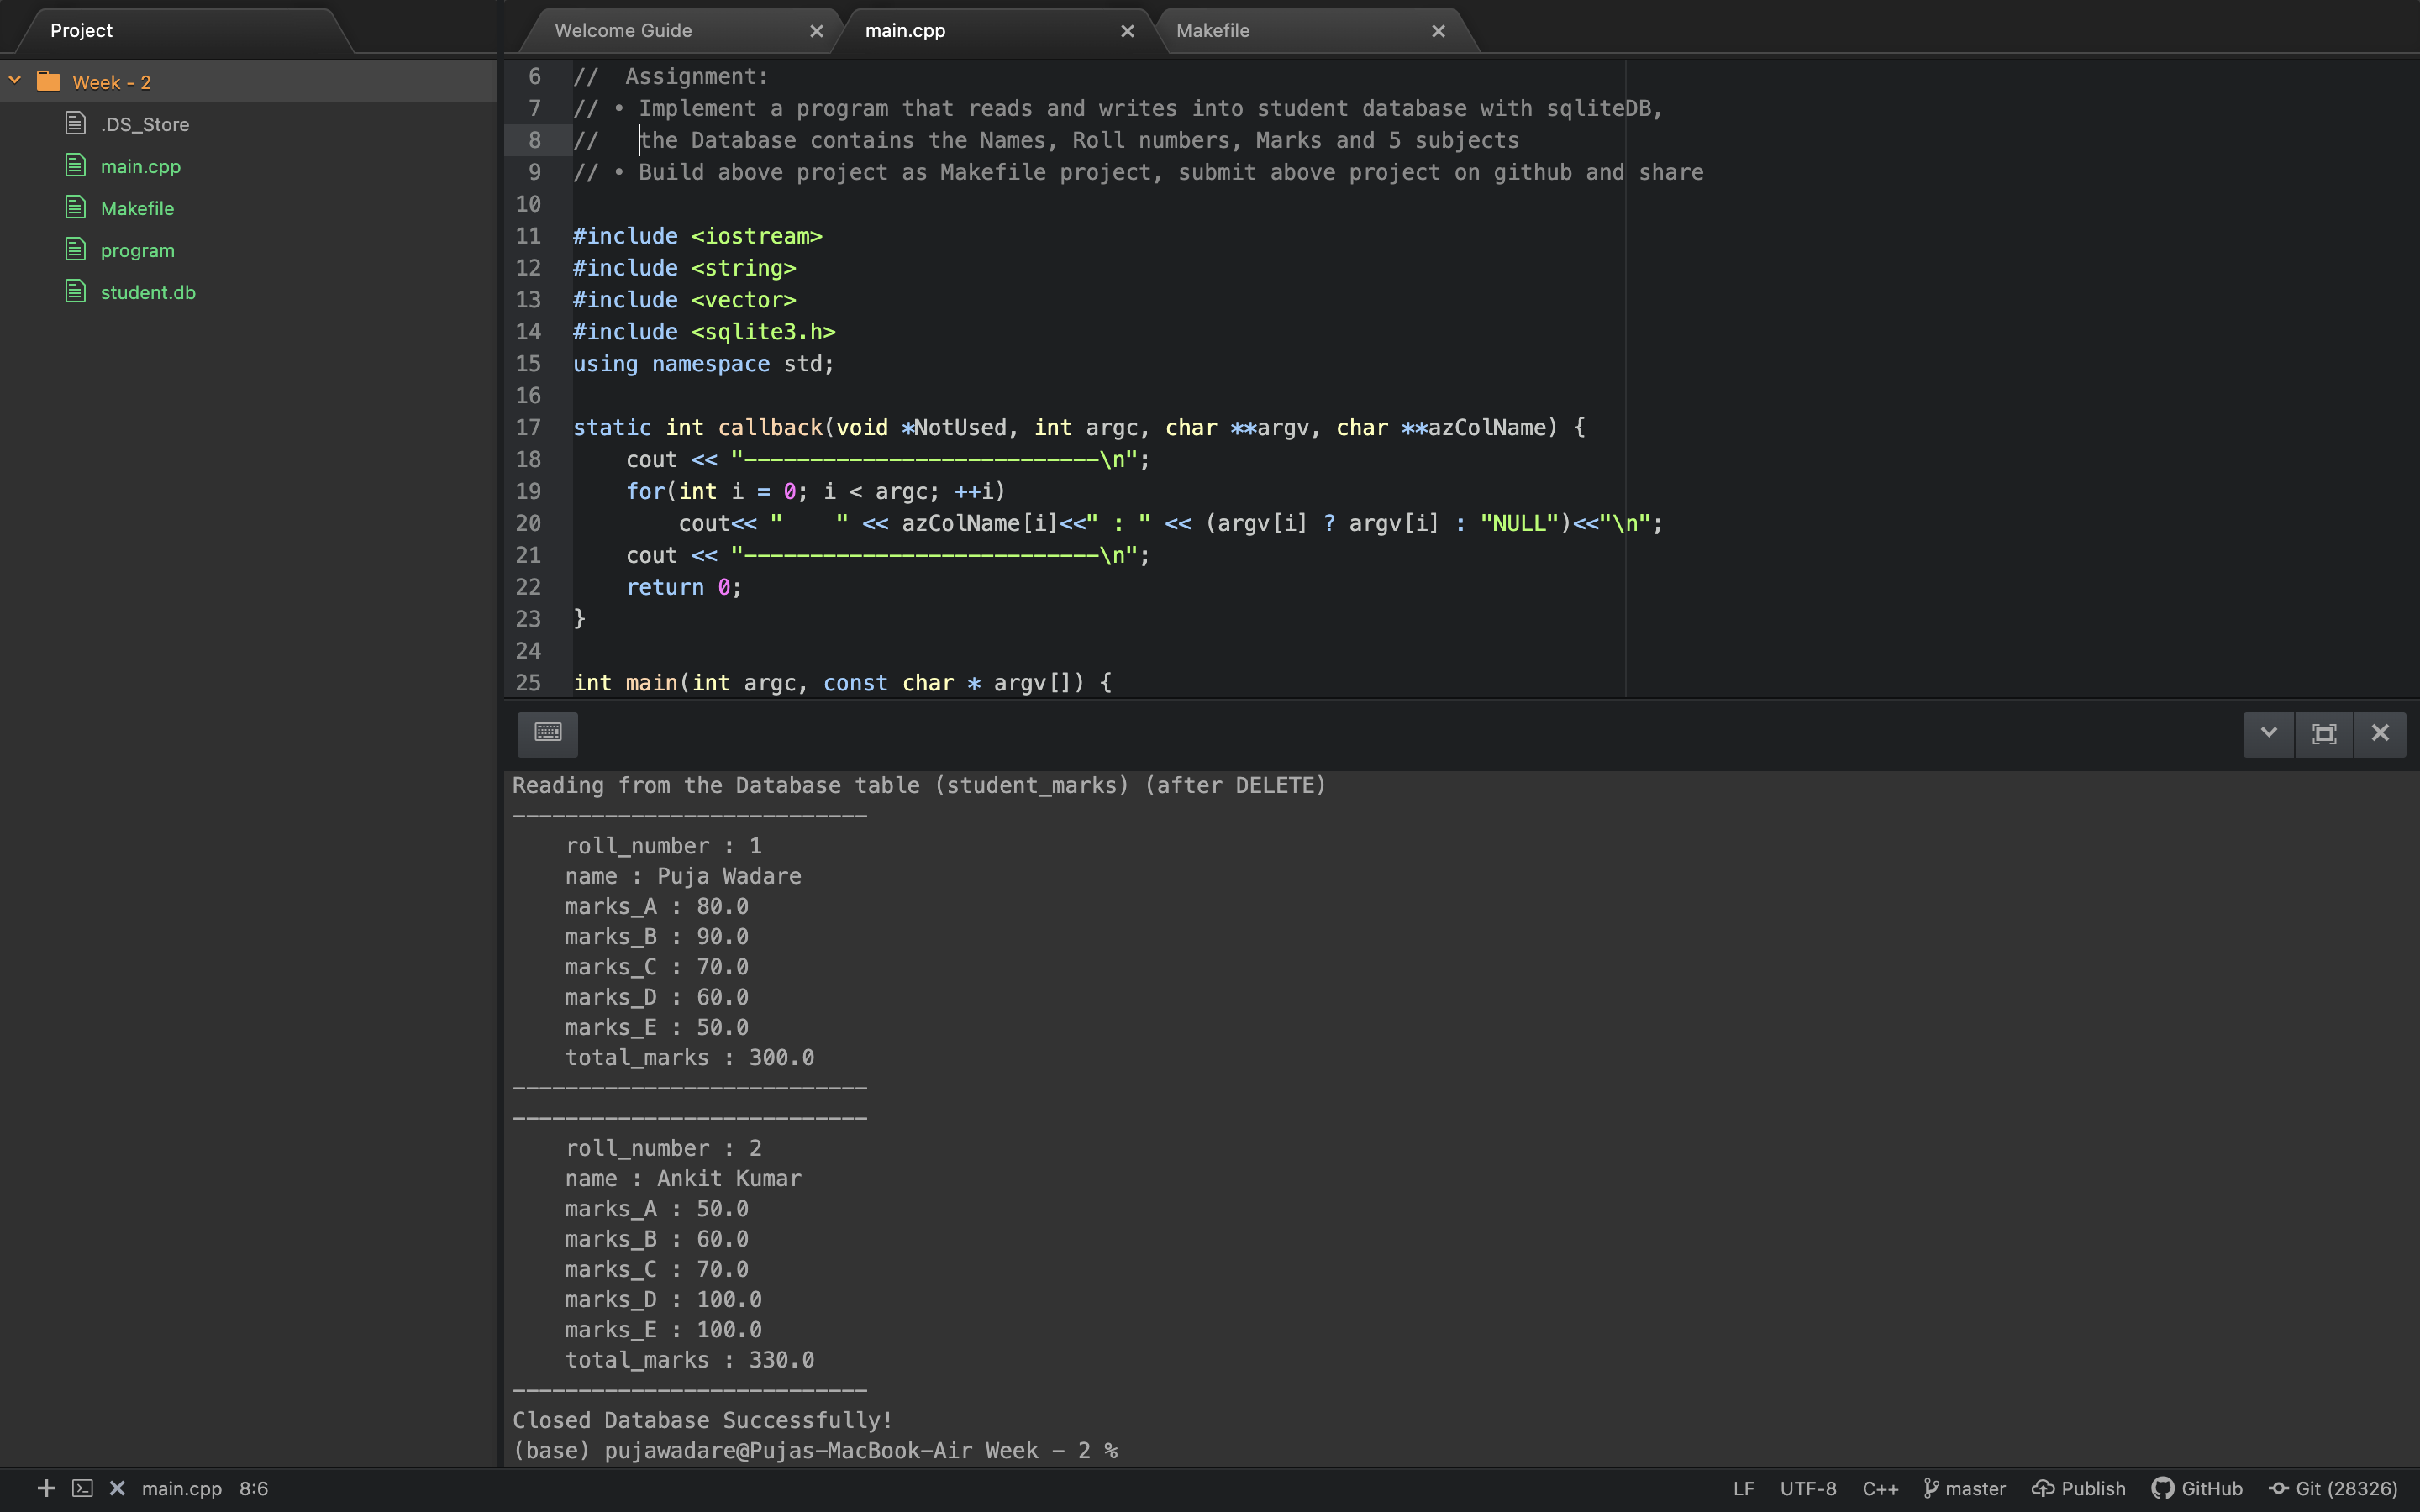 Project
Welcome Guide
main.cpp
Makefile
Week - 2
.DS_Store
main.cpp
Makefile
program
student.db
6 //  Assignment:
7 // • Implement a program that reads and writes into student database with sqliteDB,
8 //   the Database contains the Names, Roll numbers, Marks and 5 subjects
9 // • Build above project as Makefile project, submit above project on github and share
10
11 #include <iostream>
12 #include <string>
13 #include <vector>
14 #include <sqlite3.h>
15 using namespace std;
16
17 static int callback(void *NotUsed, int argc, char **argv, char **azColName) {
18     cout << "---------------------------\n";
19     for(int i = 0; i < argc; ++i)
20         cout<< "    " << azColName[i]<<" : " << (argv[i] ? argv[i] : "NULL")<<"\n";
21     cout << "---------------------------\n";
22     return 0;
23 }
24
25 int main(int argc, const char * argv[]) {
Reading from the Database table (student_marks) (after DELETE)
---------------------------
    roll_number : 1
    name : Puja Wadare
    marks_A : 80.0
    marks_B : 90.0
    marks_C : 70.0
    marks_D : 60.0
    marks_E : 50.0
    total_marks : 300.0
---------------------------
---------------------------
    roll_number : 2
    name : Ankit Kumar
    marks_A : 50.0
    marks_B : 60.0
    marks_C : 70.0
    marks_D : 100.0
    marks_E : 100.0
    total_marks : 330.0
---------------------------
Closed Database Successfully!
(base) pujawadare@Pujas-MacBook-Air Week - 2 %
main.cpp 8:6
LF UTF-8 C++ master Publish GitHub Git (28326)